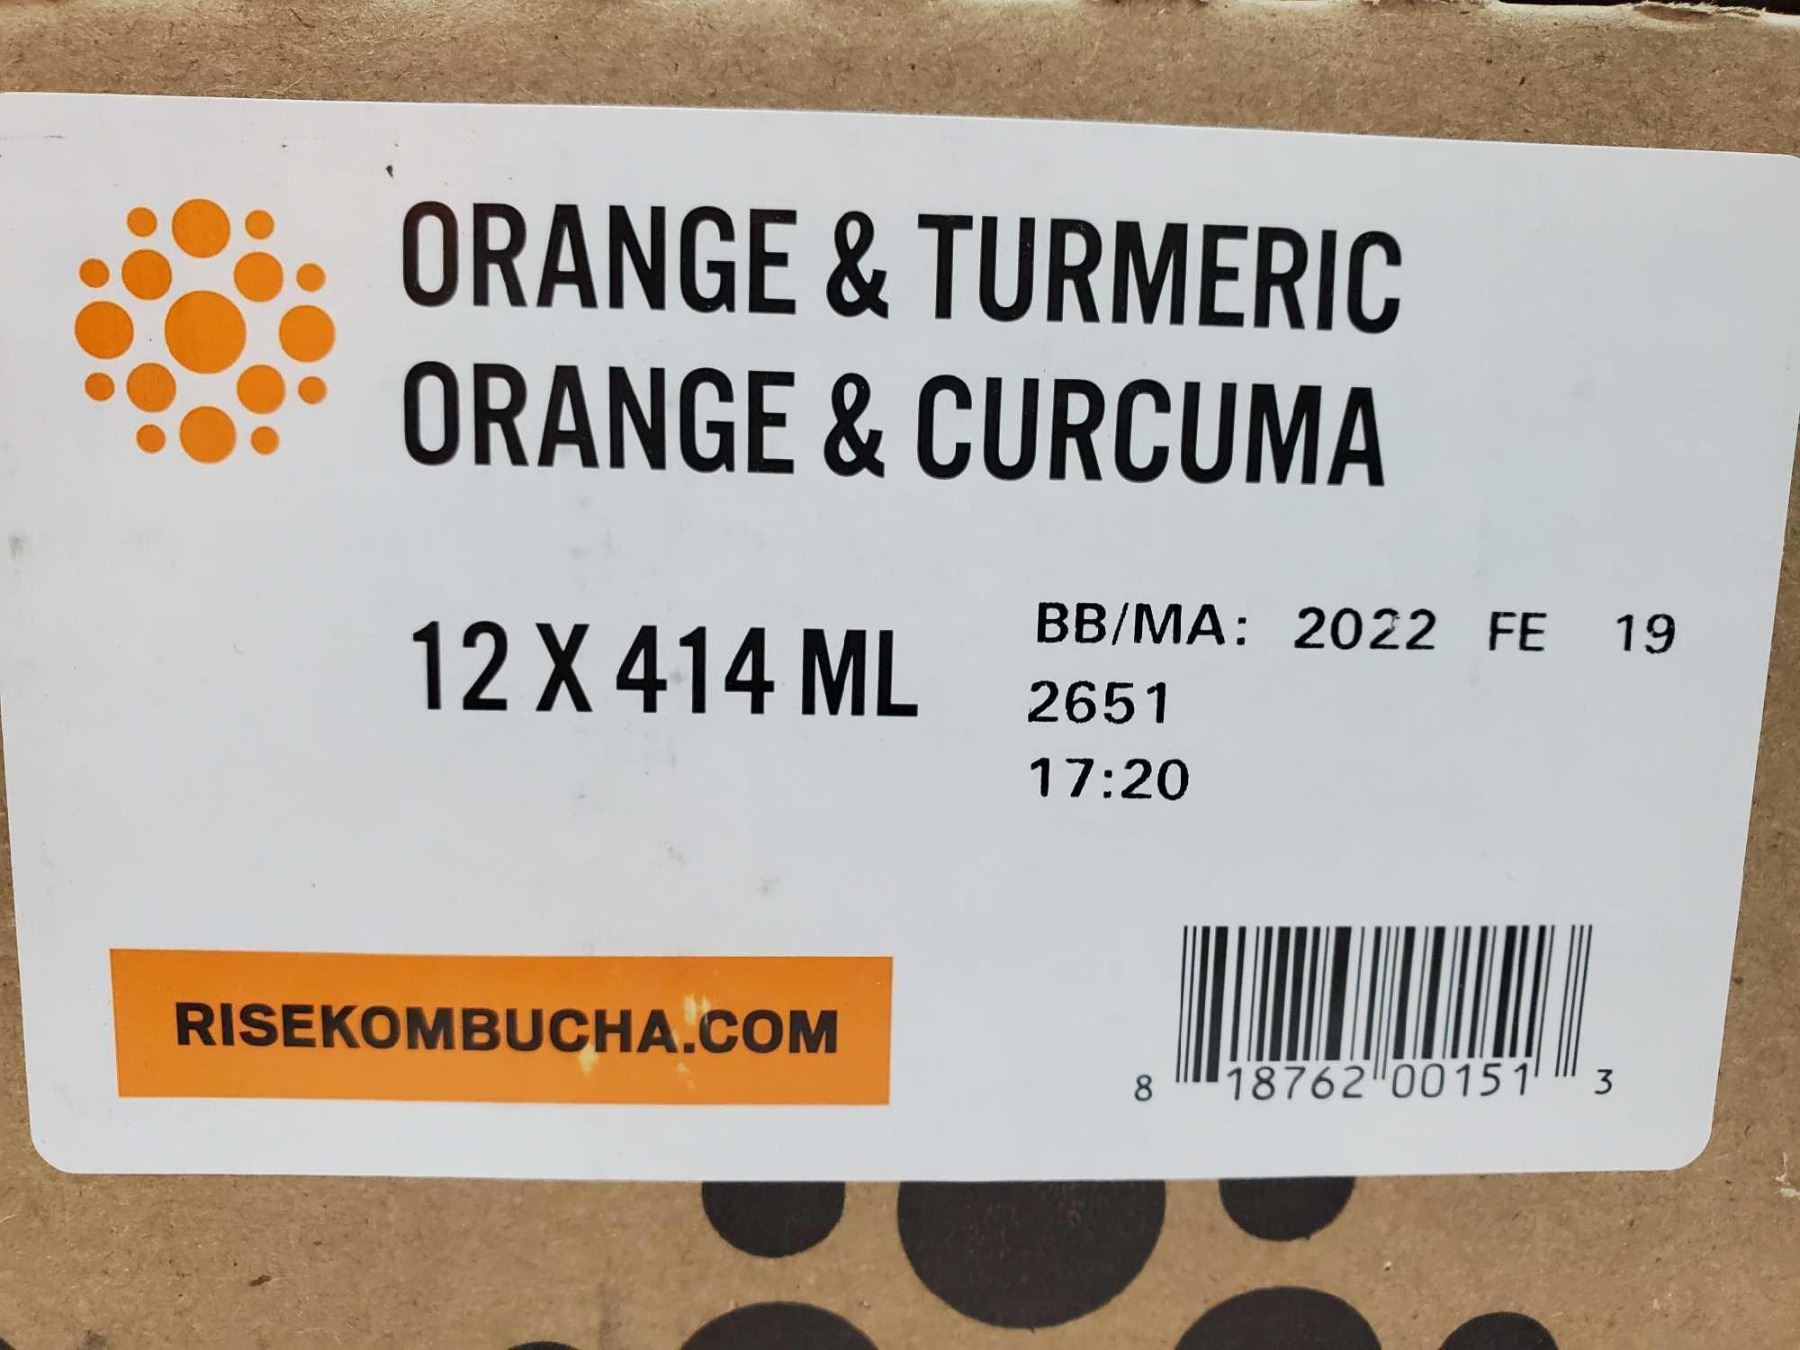 ORANGE & TURMERIC
ORANGE & CURCUMA
12 X 414 ML
BB/MA: 2022 FE 19
2651
17:20
RISEKOMBUCHA.COM
8 18762 00151 3